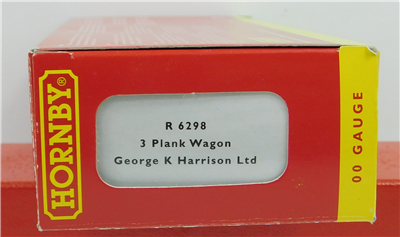 HORNBY®
R 6298
3 Plank Wagon
George K Harrison Ltd
00 GAUGE